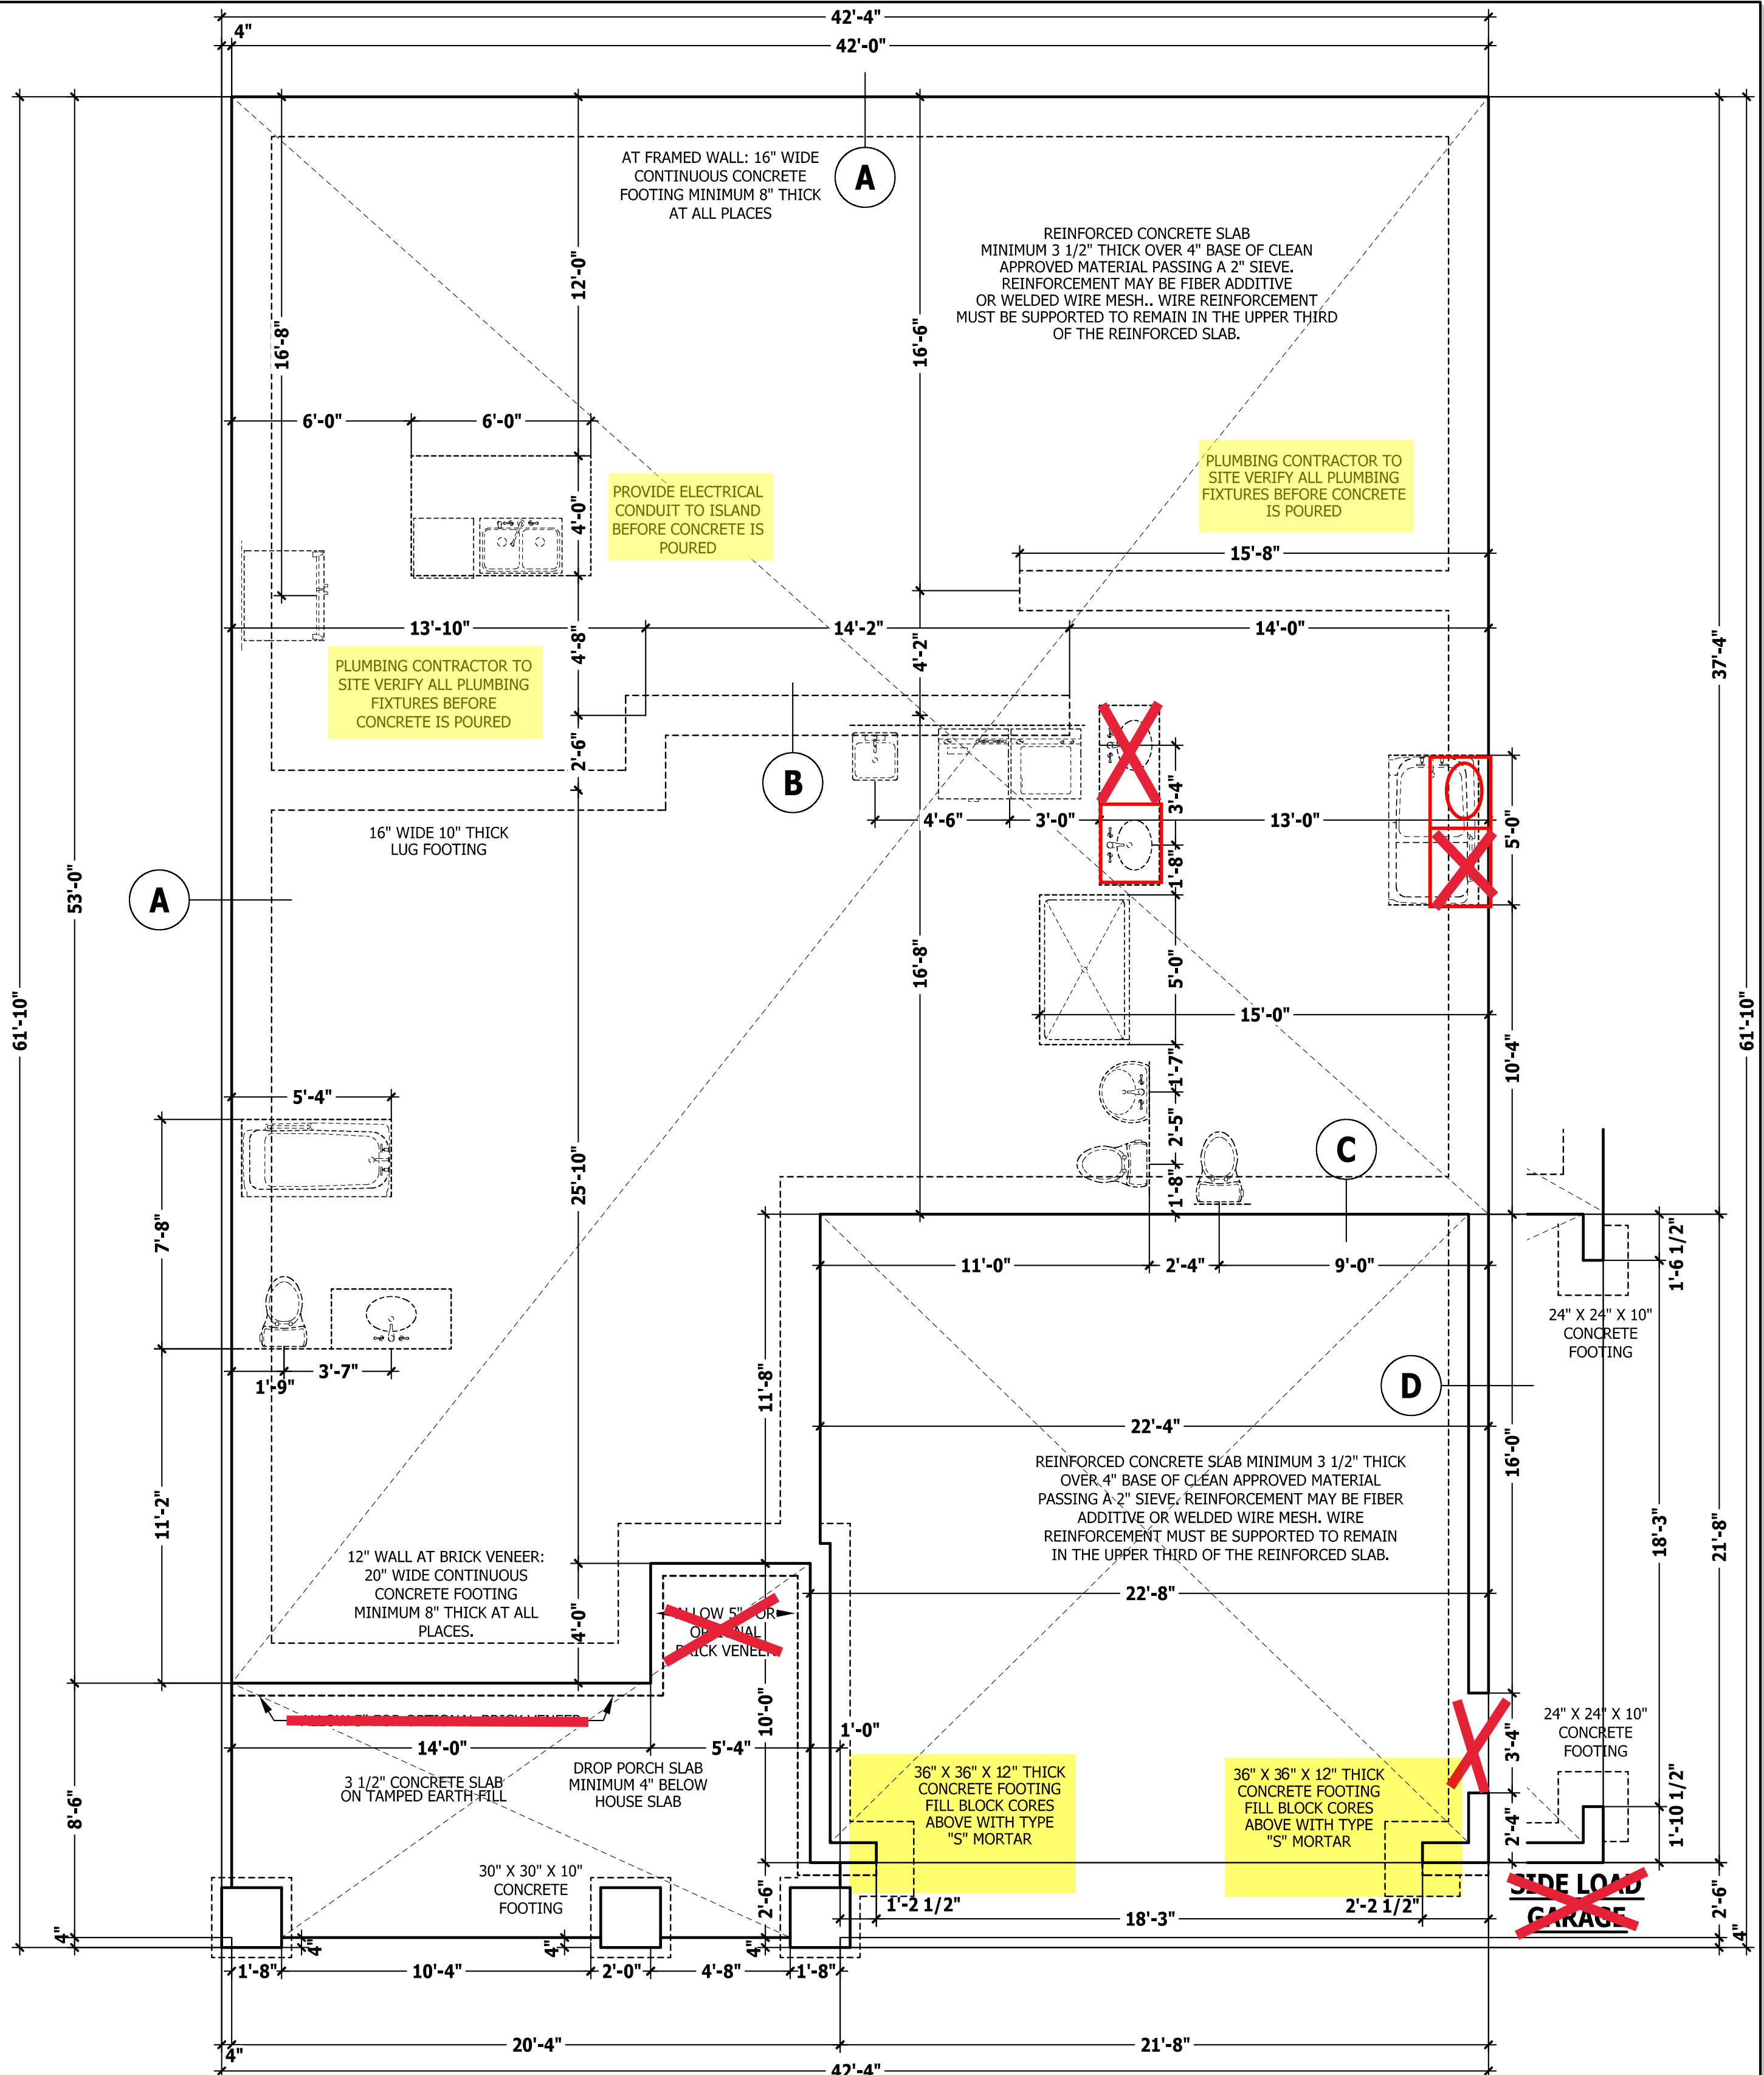 42'-4"
4"
42'-0"
A
AT FRAMED WALL: 16" WIDE
CONTINUOUS CONCRETE
FOOTING MINIMUM 8" THICK
AT ALL PLACES
REINFORCED CONCRETE SLAB
MINIMUM 3 1/2" THICK OVER 4" BASE OF CLEAN
APPROVED MATERIAL PASSING A 2" SIEVE.
REINFORCEMENT MAY BE FIBER ADDITIVE
OR WELDED WIRE MESH.. WIRE REINFORCEMENT
MUST BE SUPPORTED TO REMAIN IN THE UPPER THIRD
OF THE REINFORCED SLAB.
12'-0"
16'-8"
16'-6"
6'-0"
6'-0"
PLUMBING CONTRACTOR TO
SITE VERIFY ALL PLUMBING
FIXTURES BEFORE CONCRETE
IS POURED
PROVIDE ELECTRICAL
CONDUIT TO ISLAND
BEFORE CONCRETE IS
POURED
4'-0"
15'-8"
13'-10"
14'-2"
14'-0"
4'-8"
4'-2"
37'-4"
PLUMBING CONTRACTOR TO
SITE VERIFY ALL PLUMBING
FIXTURES BEFORE
CONCRETE IS POURED
2'-6"
B
3'-4"
4'-6"
3'-0"
13'-0"
5'-0"
16" WIDE 10" THICK
LUG FOOTING
1'-8"
53'-0"
A
16'-8"
5'-0"
61'-10"
15'-0"
61'-10"
10'-4"
1'-7"
5'-4"
2'-5"
C
25'-10"
1'-8"
7'-8"
1'-6 1/2"
11'-0"
2'-4"
9'-0"
24" X 24" X 10"
CONCRETE
FOOTING
3'-7"
1'-9"
D
11'-8"
22'-4"
16'-0"
REINFORCED CONCRETE SLAB MINIMUM 3 1/2" THICK
OVER 4" BASE OF CLEAN APPROVED MATERIAL
PASSING A 2" SIEVE. REINFORCEMENT MAY BE FIBER
ADDITIVE OR WELDED WIRE MESH. WIRE
REINFORCEMENT MUST BE SUPPORTED TO REMAIN
IN THE UPPER THIRD OF THE REINFORCED SLAB.
11'-2"
18'-3"
21'-8"
12" WALL AT BRICK VENEER:
20" WIDE CONTINUOUS
CONCRETE FOOTING
MINIMUM 8" THICK AT ALL
PLACES.
22'-8"
4'-0"
ALLOW 5" FOR
OPTIONAL
BRICK VENEER
ALLOW 5" FOR OPTIONAL BRICK VENEER
10'-0"
1'-0"
14'-0"
5'-4"
3'-4"
24" X 24" X 10"
CONCRETE
FOOTING
3 1/2" CONCRETE SLAB
ON TAMPED EARTH FILL
DROP PORCH SLAB
MINIMUM 4" BELOW
HOUSE SLAB
36" X 36" X 12" THICK
CONCRETE FOOTING
FILL BLOCK CORES
ABOVE WITH TYPE
"S" MORTAR
36" X 36" X 12" THICK
CONCRETE FOOTING
FILL BLOCK CORES
ABOVE WITH TYPE
"S" MORTAR
8'-6"
2'-4"
1'-10 1/2"
30" X 30" X 10"
CONCRETE
FOOTING
2'-6"
1'-2 1/2"
18'-3"
2'-2 1/2"
SIDE LOAD
GARAGE
2'-6"
4"
4"
4"
4"
4"
1'-8"
10'-4"
2'-0"
4'-8"
1'-8"
20'-4"
21'-8"
4"
42'-4"